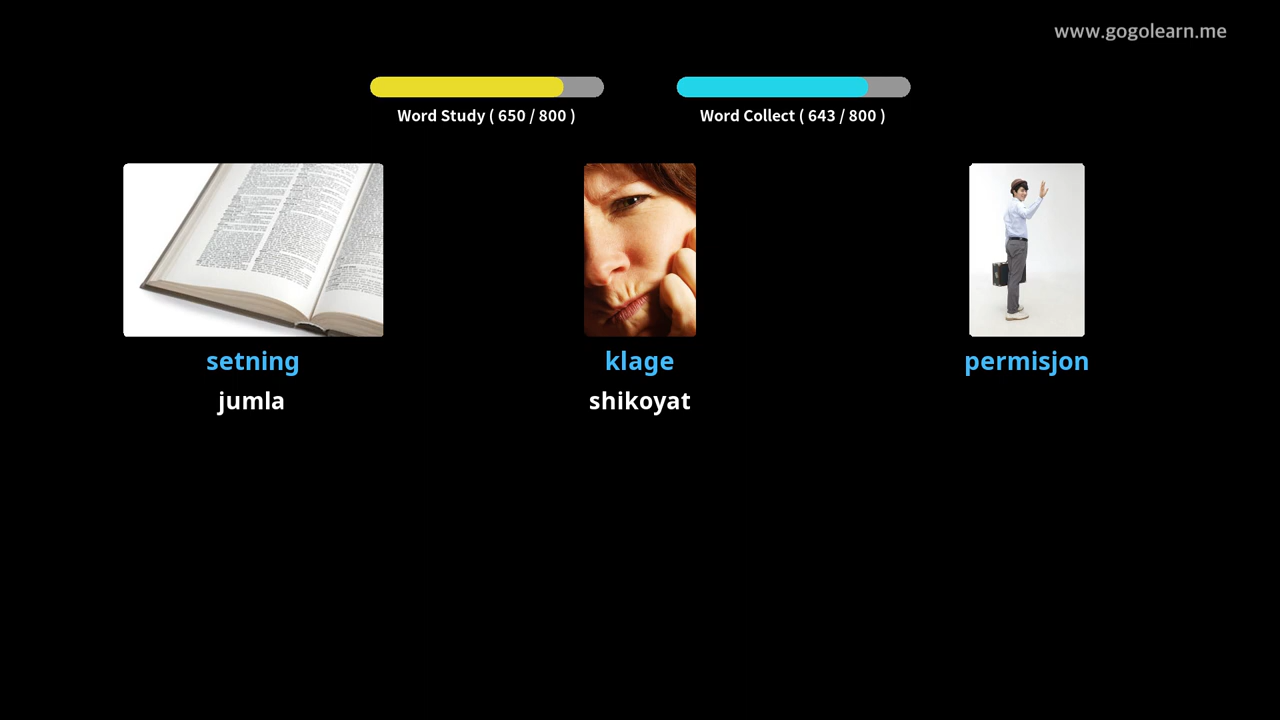 www.gogolearn.me
Word Study ( 650 / 800 )
Word Collect ( 643 / 800 )
setning
klage
permisjon
jumla
shikoyat